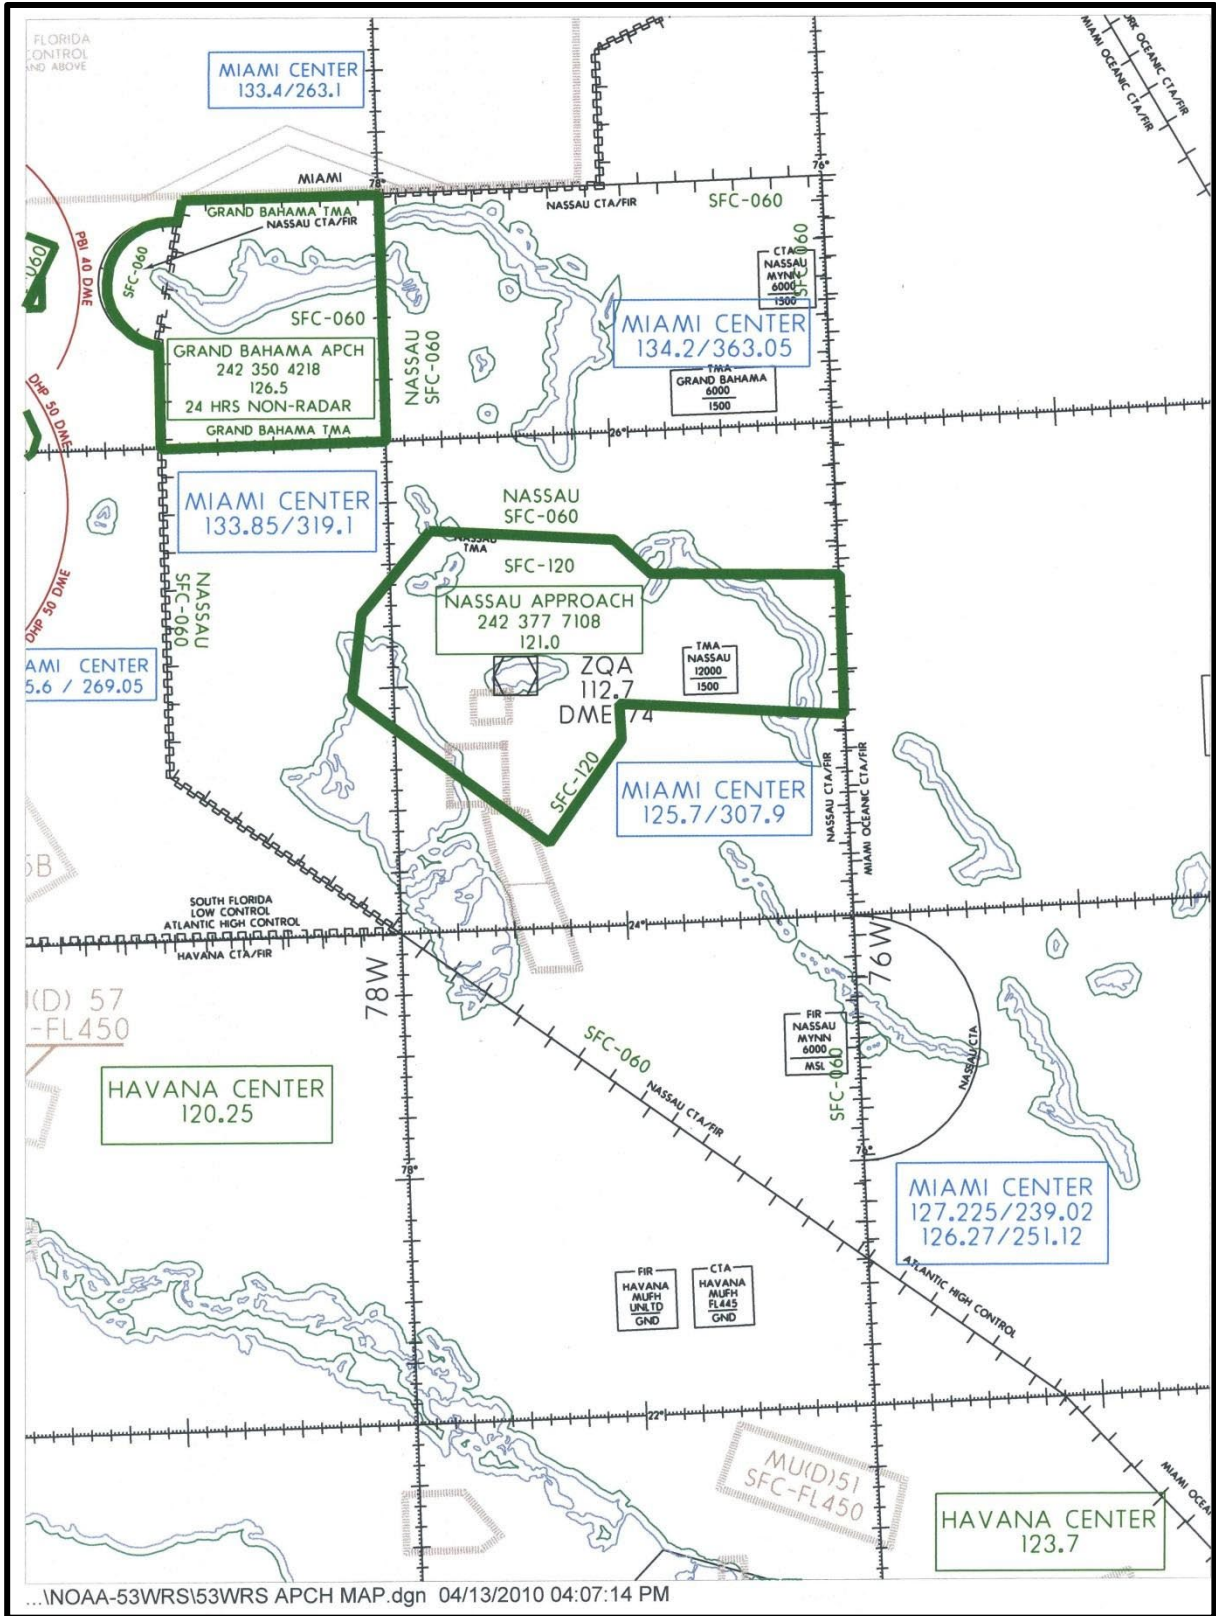 FLORIDA
CONTROL
AND ABOVE
MIAMI CENTER
133.4/263.1
MIAMI OCEANIC CTA/FIR
OCEANIC CTA/FIR
MIAMI
78°
76°
NASSAU CTA/FIR
SFC-060
GRAND BAHAMA TMA
NASSAU CTA/FIR
SFC-060
PBI 40 DME
SFC-060
CTA
NASSAU
MYNN
6000
1500
SFC-060
MIAMI CENTER
134.2/363.05
GRAND BAHAMA APCH
242 350 4218
126.5
24 HRS NON-RADAR
GRAND BAHAMA TMA
NASSAU
SFC-060
TMA
GRAND BAHAMA
6000
1500
DHP 50 DME
26°
MIAMI CENTER
133.85/319.1
NASSAU
SFC-060
NASSAU
TMA
SFC-120
NASSAU APPROACH
242 377 7108
121.0
NASSAU
SFC-060
DHP 50 DME
AMI CENTER
5.6 / 269.05
ZQA
112.7
DME 74
TMA
NASSAU
12000
1500
SFC-120
MIAMI CENTER
125.7/307.9
NASSAU CTA/FIR
MIAMI OCEANIC CTA/FIR
SOUTH FLORIDA
LOW CONTROL
ATLANTIC HIGH CONTROL
HAVANA CTA/FIR
24°
78W
76W
(D) 57
-FL450
SFC-060
FIR
NASSAU
MYNN
6000
MSL
SFC-060
NASSAU CTA
HAVANA CENTER
120.25
NASSAU CTA/FIR
78°
76°
MIAMI CENTER
127.225/239.02
126.27/251.12
FIR
HAVANA
MUFH
UNLTD
GND
CTA
HAVANA
MUFH
FL445
GND
ATLANTIC HIGH CONTROL
22°
MU(D)51
SFC-FL450
MIAMI OCEA
HAVANA CENTER
123.7
...\NOAA-53WRS\53WRS APCH MAP.dgn 04/13/2010 04:07:14 PM